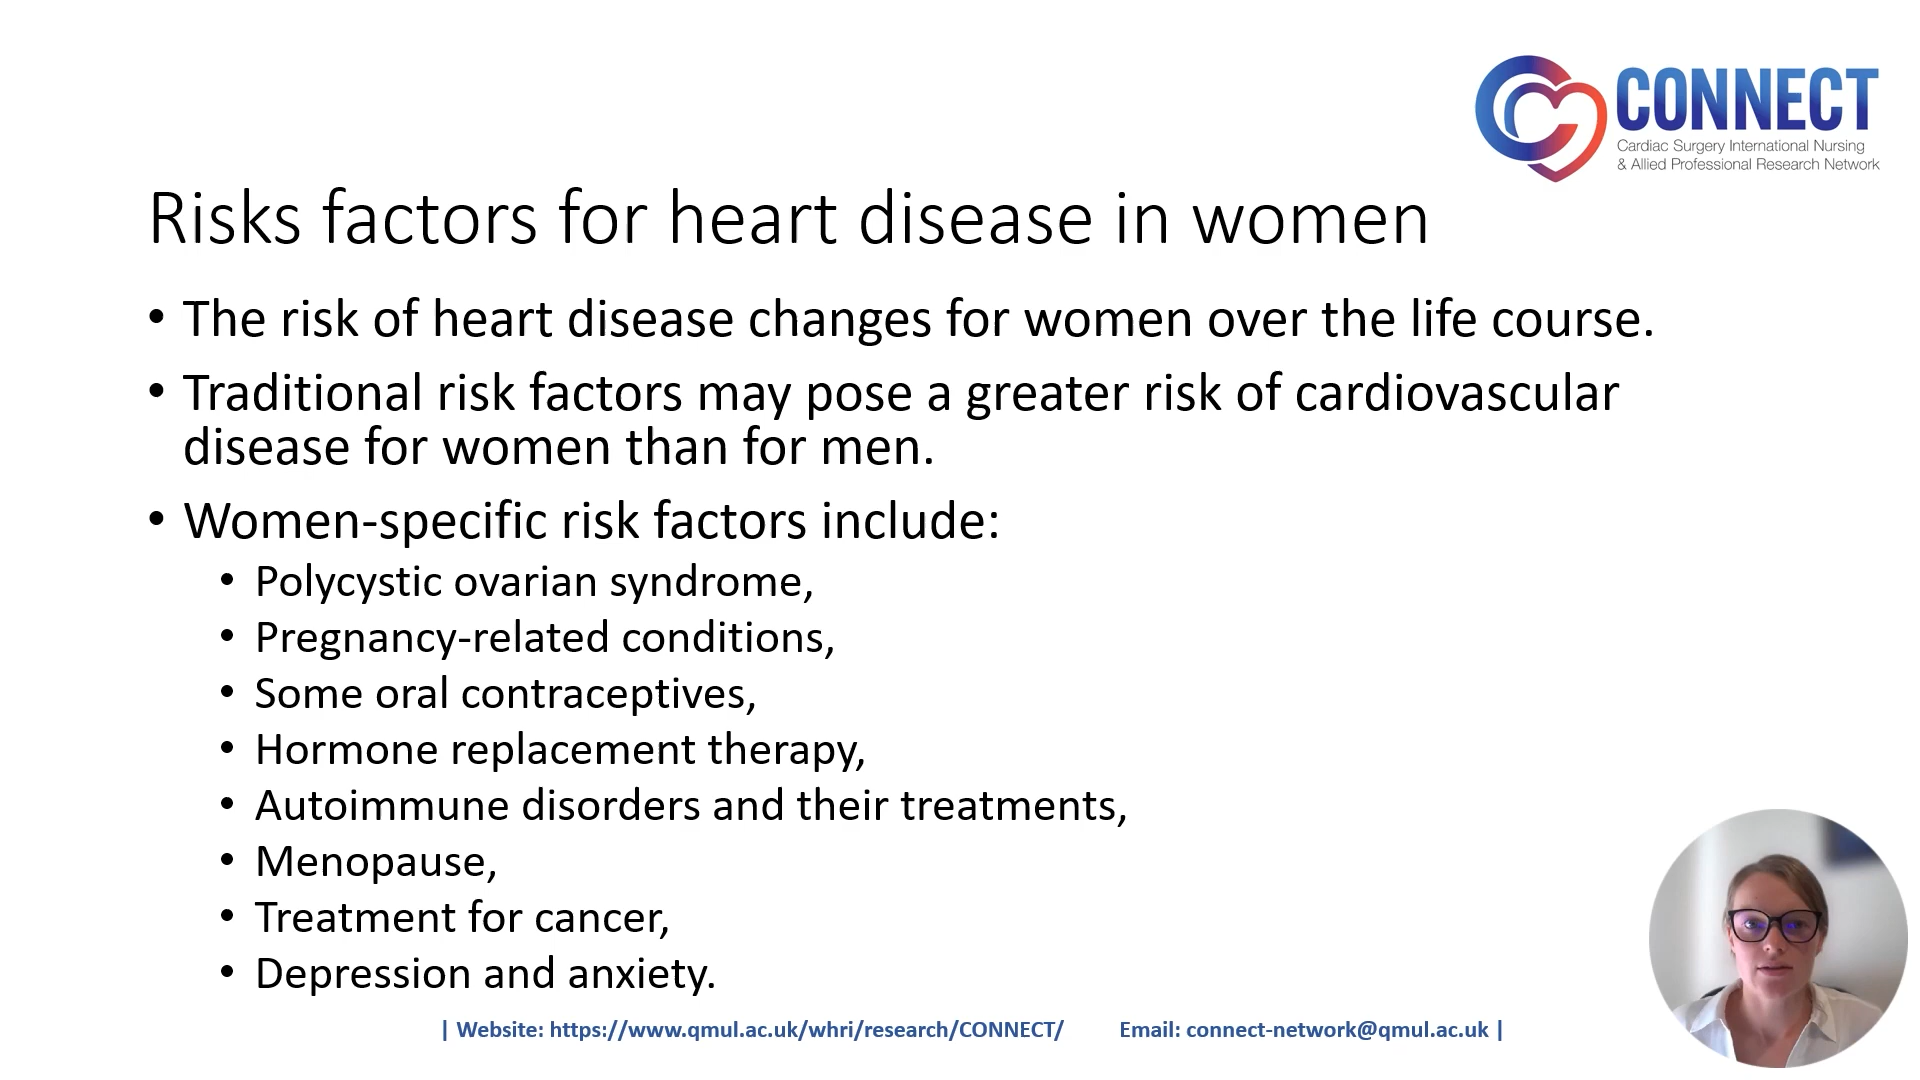 CONNECT
Cardiac Surgery International Nursing
& Allied Professional Research Network
Risks factors for heart disease in women
• The risk of heart disease changes for women over the life course.
• Traditional risk factors may pose a greater risk of cardiovascular
disease for women than for men.
• Women-specific risk factors include:
• Polycystic ovarian syndrome,
• Pregnancy-related conditions,
• Some oral contraceptives,
• Hormone replacement therapy,
• Autoimmune disorders and their treatments,
• Menopause,
• Treatment for cancer,
• Depression and anxiety.
| Website: https://www.qmul.ac.uk/whri/research/CONNECT/ Email: connect-network@qmul.ac.uk |